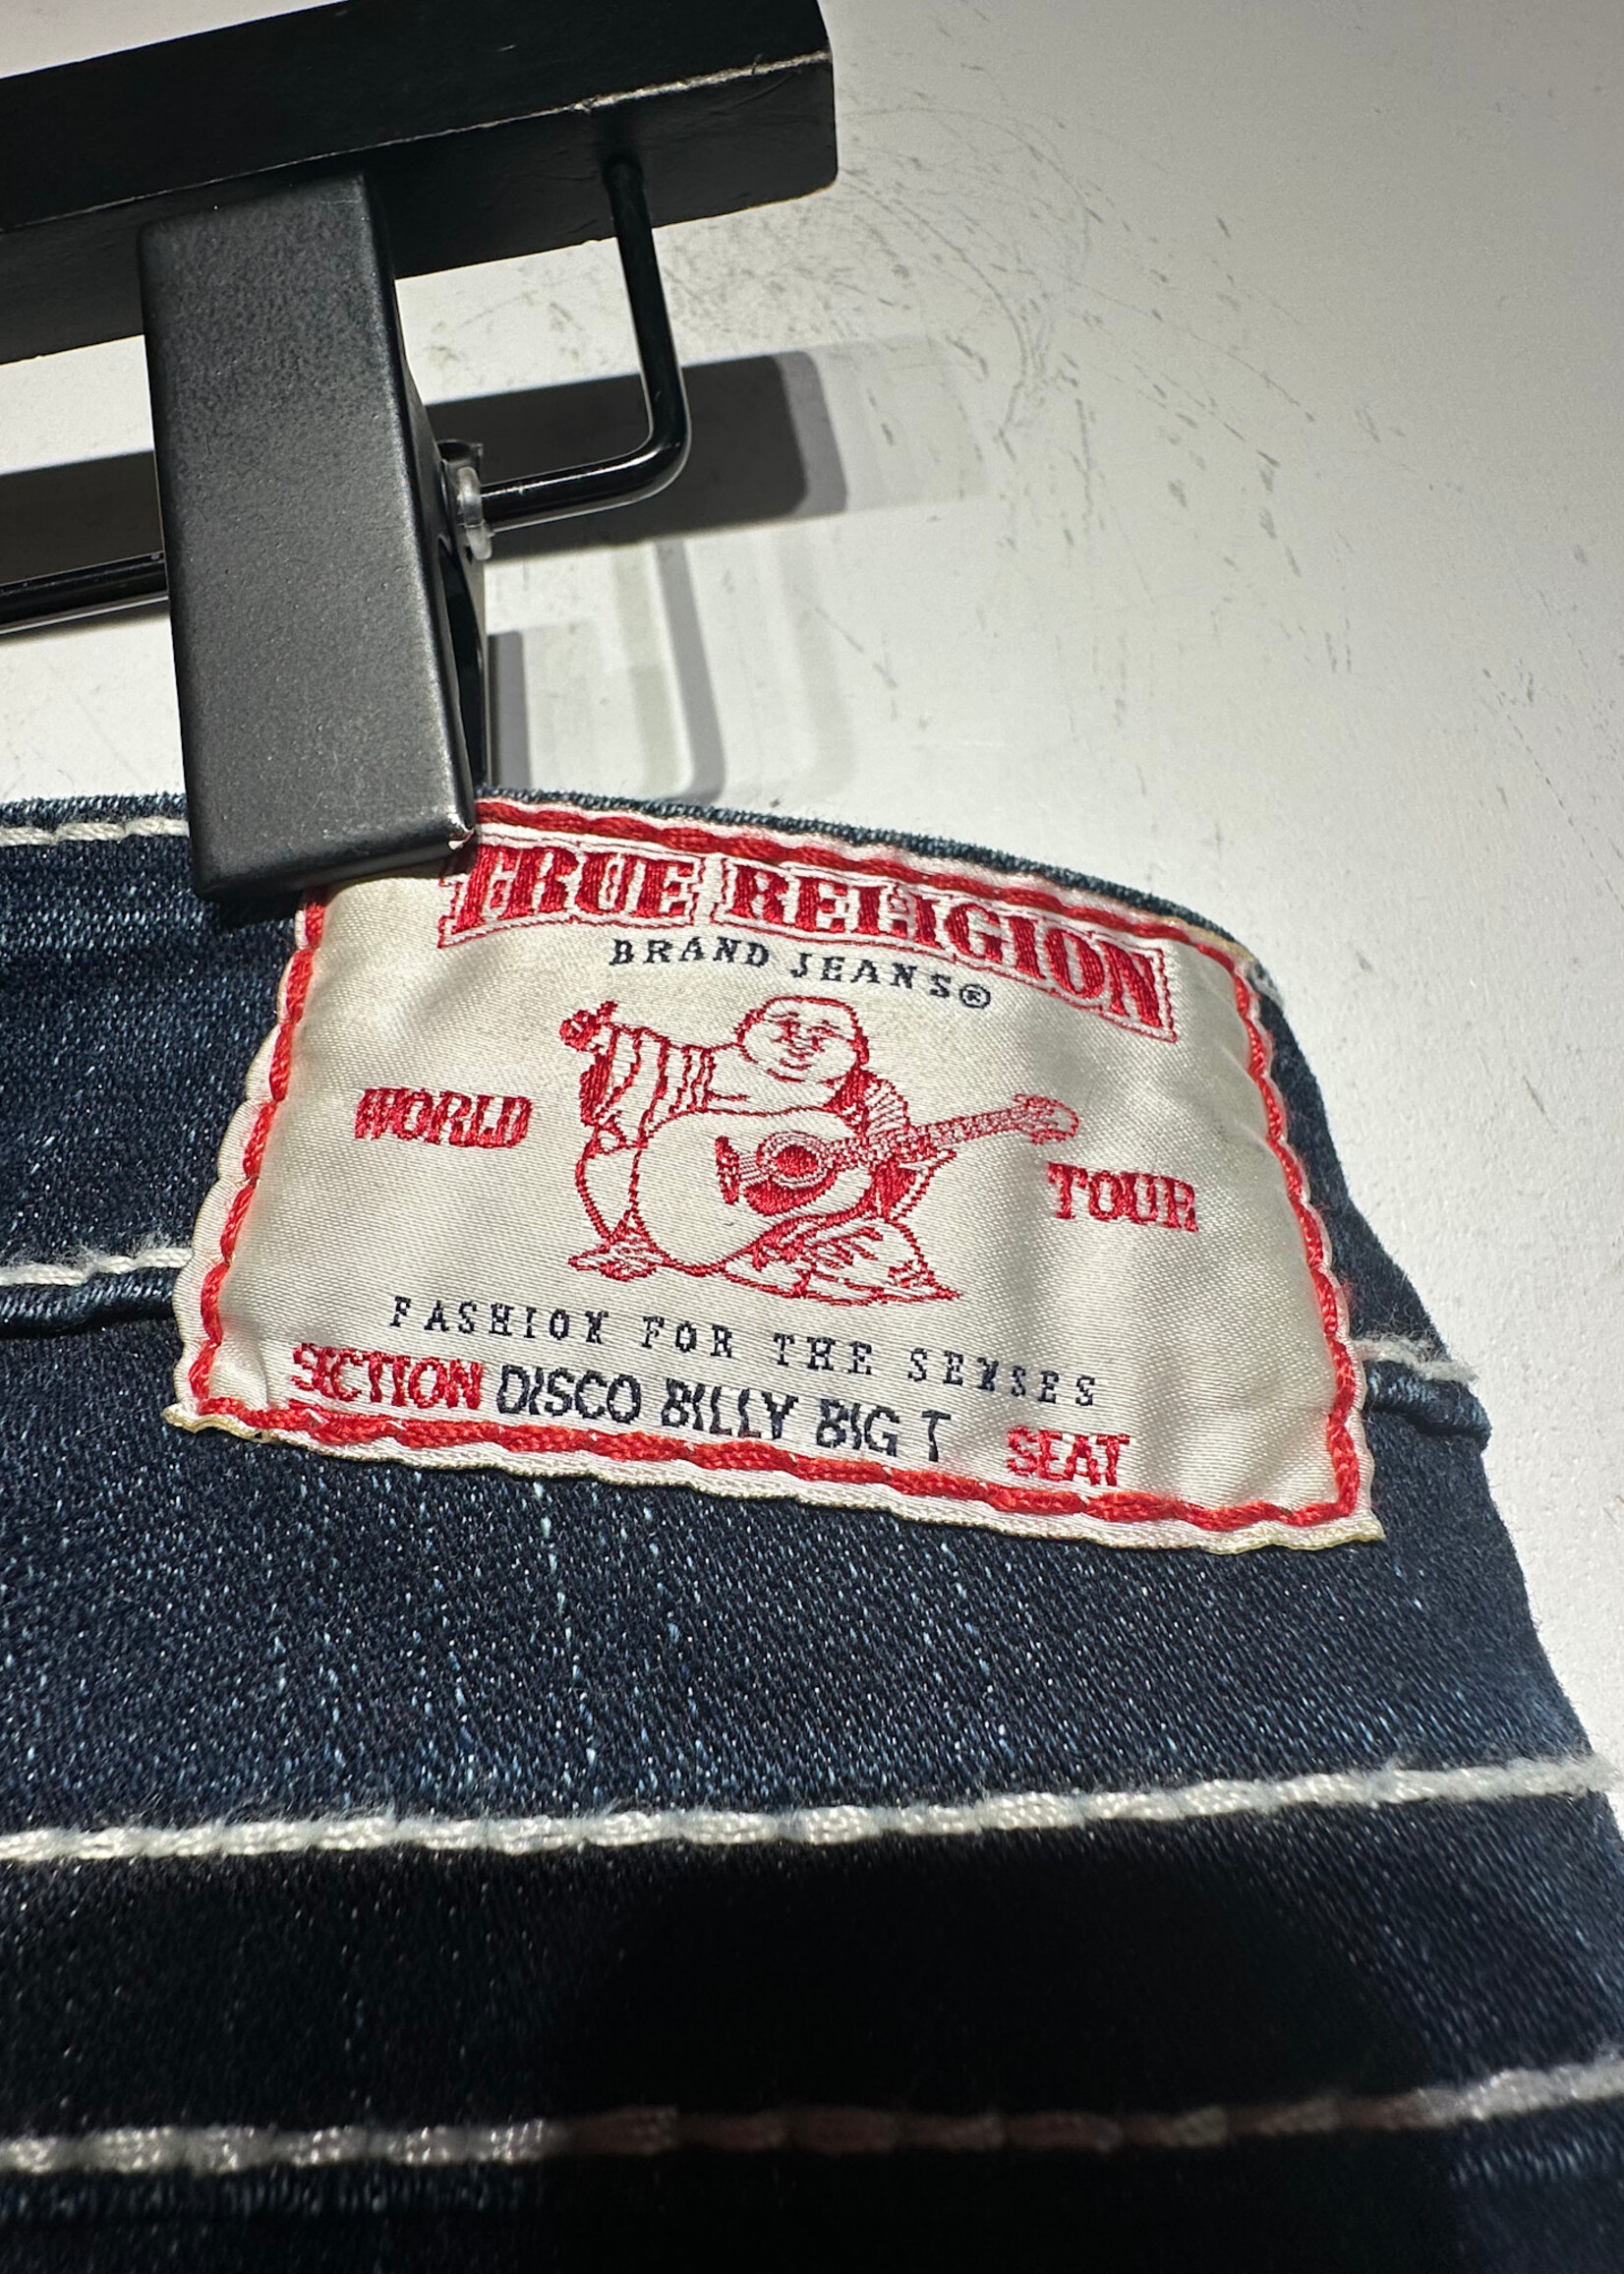 TRUE RELIGION
BRAND JEANS®
WORLD TOUR
FASHION FOR THE SENSES
SECTION DISCO BILLY BIG T SEAT